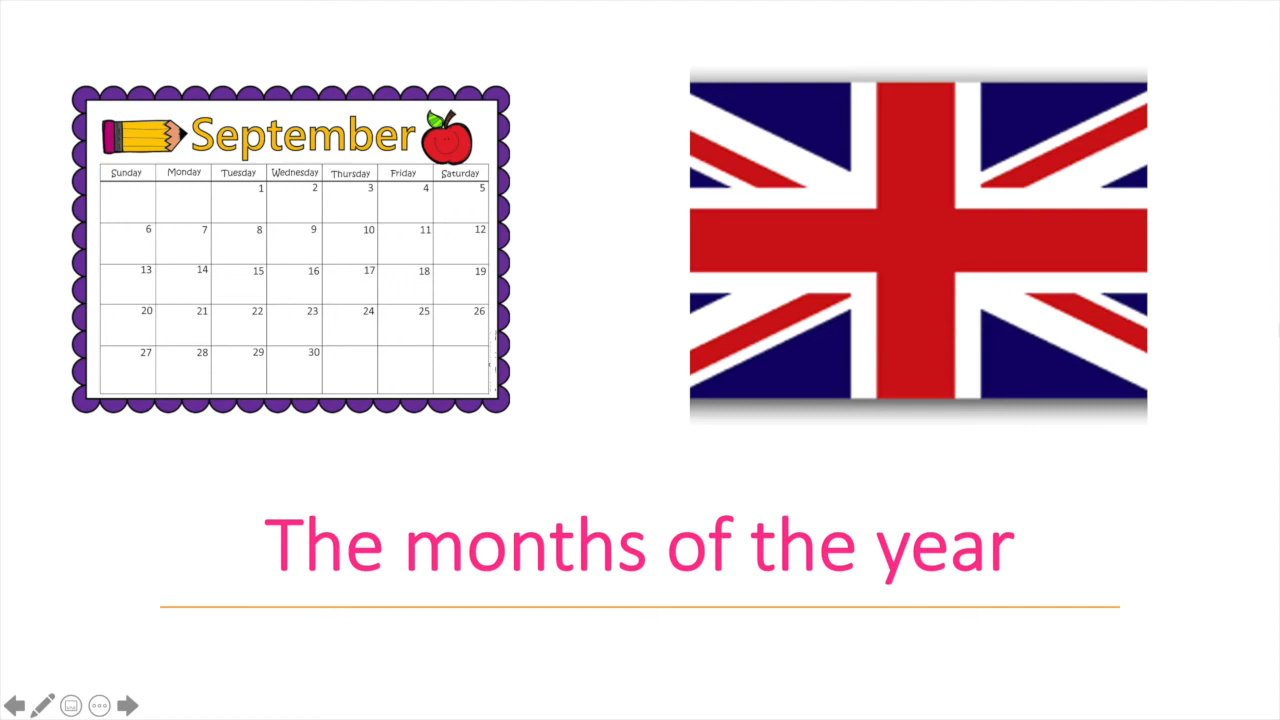 September
Sunday Monday Tuesday Wednesday Thursday Friday Saturday
1 2 3 4 5
6 7 8 9 10 11 12
13 14 15 16 17 18 19
20 21 22 23 24 25 26
27 28 29 30
The months of the year